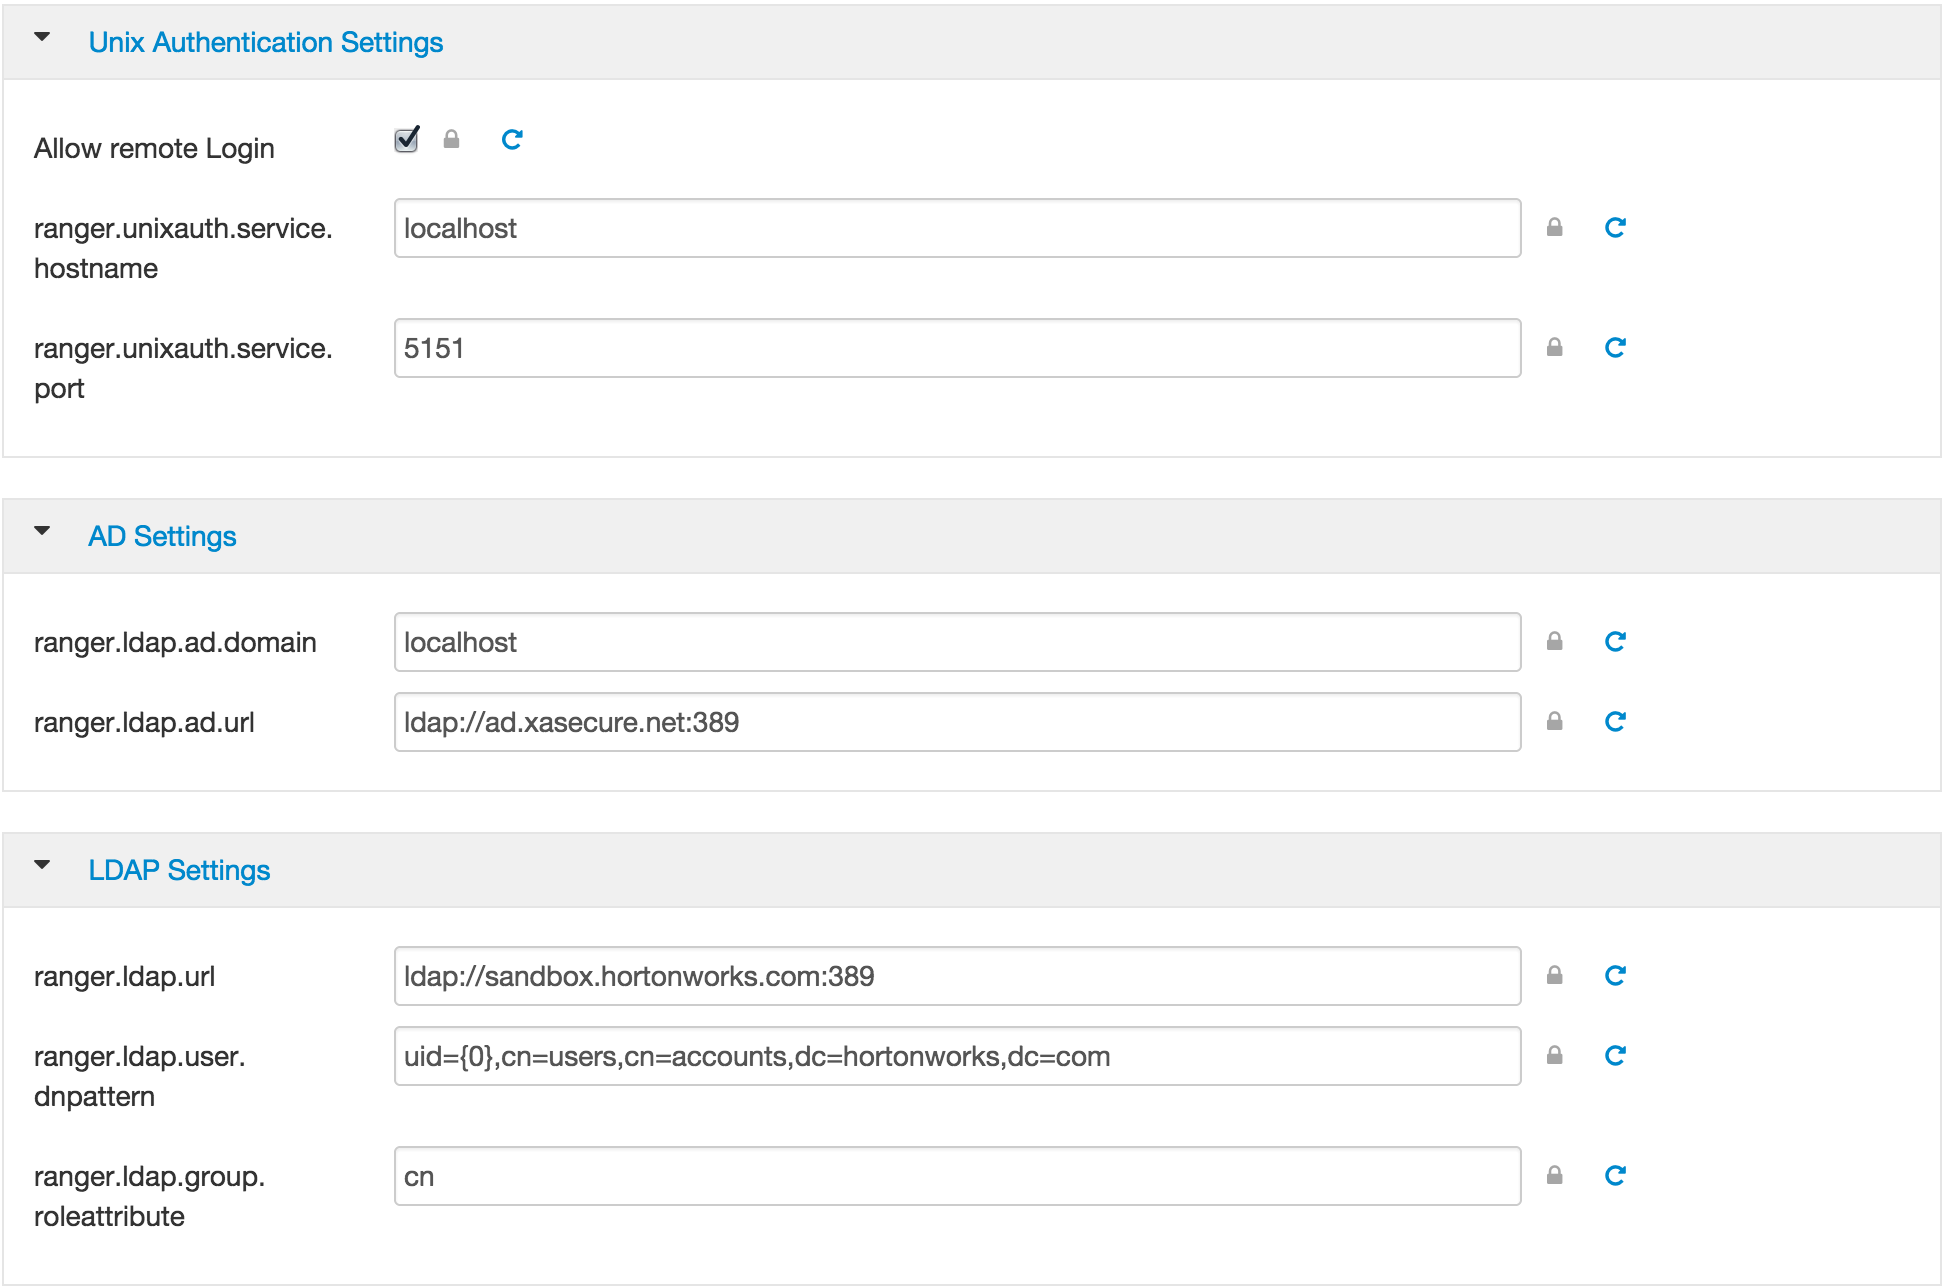 Unix Authentication Settings
Allow remote Login
ranger.unixauth.service.
hostname
localhost
ranger.unixauth.service.
port
5151
AD Settings
ranger.ldap.ad.domain
localhost
ranger.ldap.ad.url
ldap://ad.xasecure.net:389
LDAP Settings
ranger.ldap.url
ldap://sandbox.hortonworks.com:389
ranger.ldap.user.
dnpattern
uid={0},cn=users,cn=accounts,dc=hortonworks,dc=com
ranger.ldap.group.
roleattribute
cn